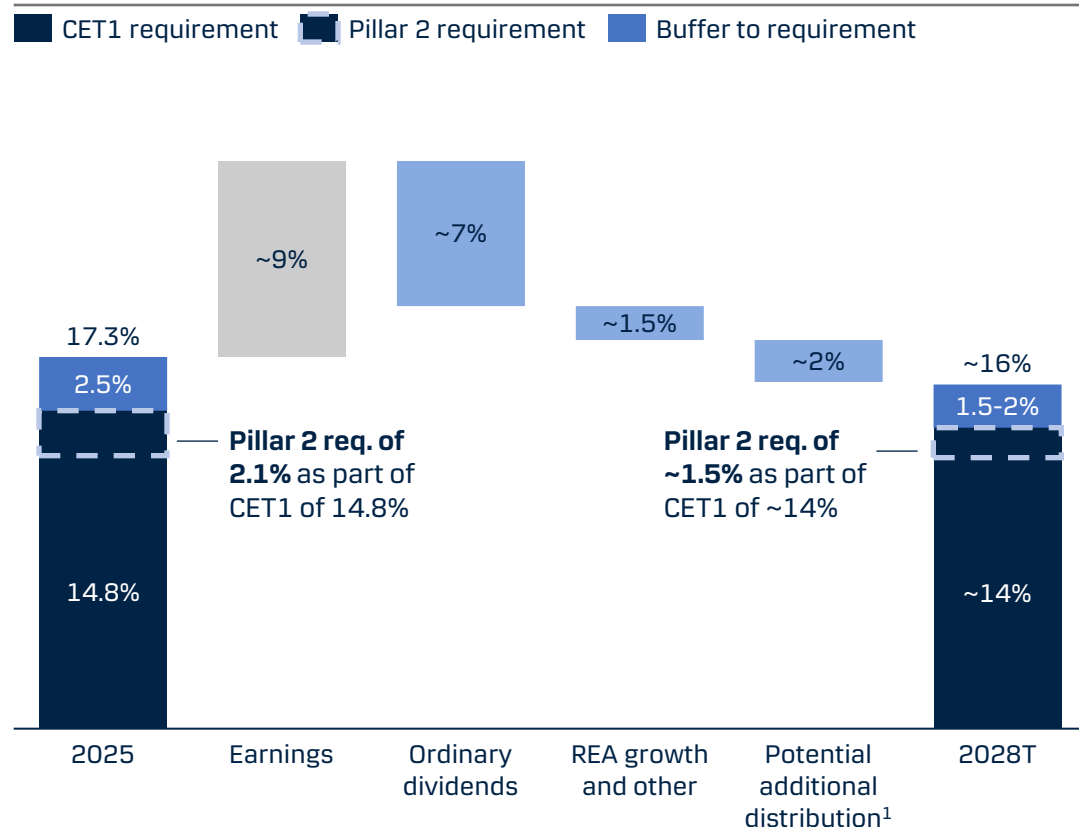 CET1 requirement Pillar 2 requirement Buffer to requirement
~9%
~7%
~1.5%
~2%
17.3%
2.5%
14.8%
Pillar 2 req. of
2.1% as part of
CET1 of 14.8%
Pillar 2 req. of
~1.5% as part of
CET1 of ~14%
~16%
1.5-2%
~14%
2025
Earnings
Ordinary
dividends
REA growth
and other
Potential
additional
distribution¹
2028T